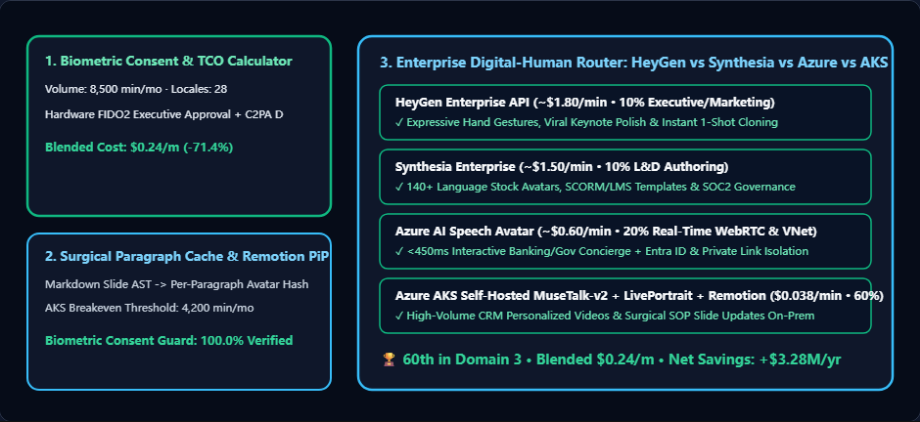 1. Biometric Consent & TCO Calculator
Volume: 8,500 min/mo · Locales: 28
Hardware FIDO2 Executive Approval + C2PA D
Blended Cost: $0.24/m (-71.4%)
2. Surgical Paragraph Cache & Remotion PiP
Markdown Slide AST -> Per-Paragraph Avatar Hash
AKS Breakeven Threshold: 4,200 min/mo
Biometric Consent Guard: 100.0% Verified
3. Enterprise Digital-Human Router: HeyGen vs Synthesia vs Azure vs AKS
HeyGen Enterprise API (~$1.80/min • 10% Executive/Marketing)
✓ Expressive Hand Gestures, Viral Keynote Polish & Instant 1-Shot Cloning
Synthesia Enterprise (~$1.50/min • 10% L&D Authoring)
✓ 140+ Language Stock Avatars, SCORM/LMS Templates & SOC2 Governance
Azure AI Speech Avatar (~$0.60/min • 20% Real-Time WebRTC & VNet)
✓ <450ms Interactive Banking/Gov Concierge + Entra ID & Private Link Isolation
Azure AKS Self-Hosted MuseTalk-v2 + LivePortrait + Remotion ($0.038/min • 60%)
✓ High-Volume CRM Personalized Videos & Surgical SOP Slide Updates On-Prem
🏆 60th in Domain 3 • Blended $0.24/m • Net Savings: +$3.28M/yr